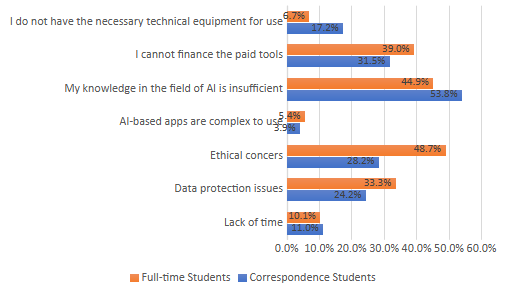 I do not have the necessary technical equipment for use
6.7%
17.2%
I cannot finance the paid tools
39.0%
31.5%
My knowledge in the field of AI is insufficient
44.9%
53.8%
AI-based apps are complex to use
5.4%
3.9%
Ethical concers
48.7%
28.2%
Data protection issues
33.3%
24.2%
Lack of time
10.1%
11.0%
0.0% 10.0% 20.0% 30.0% 40.0% 50.0% 60.0%
Full-time Students Correspondence Students